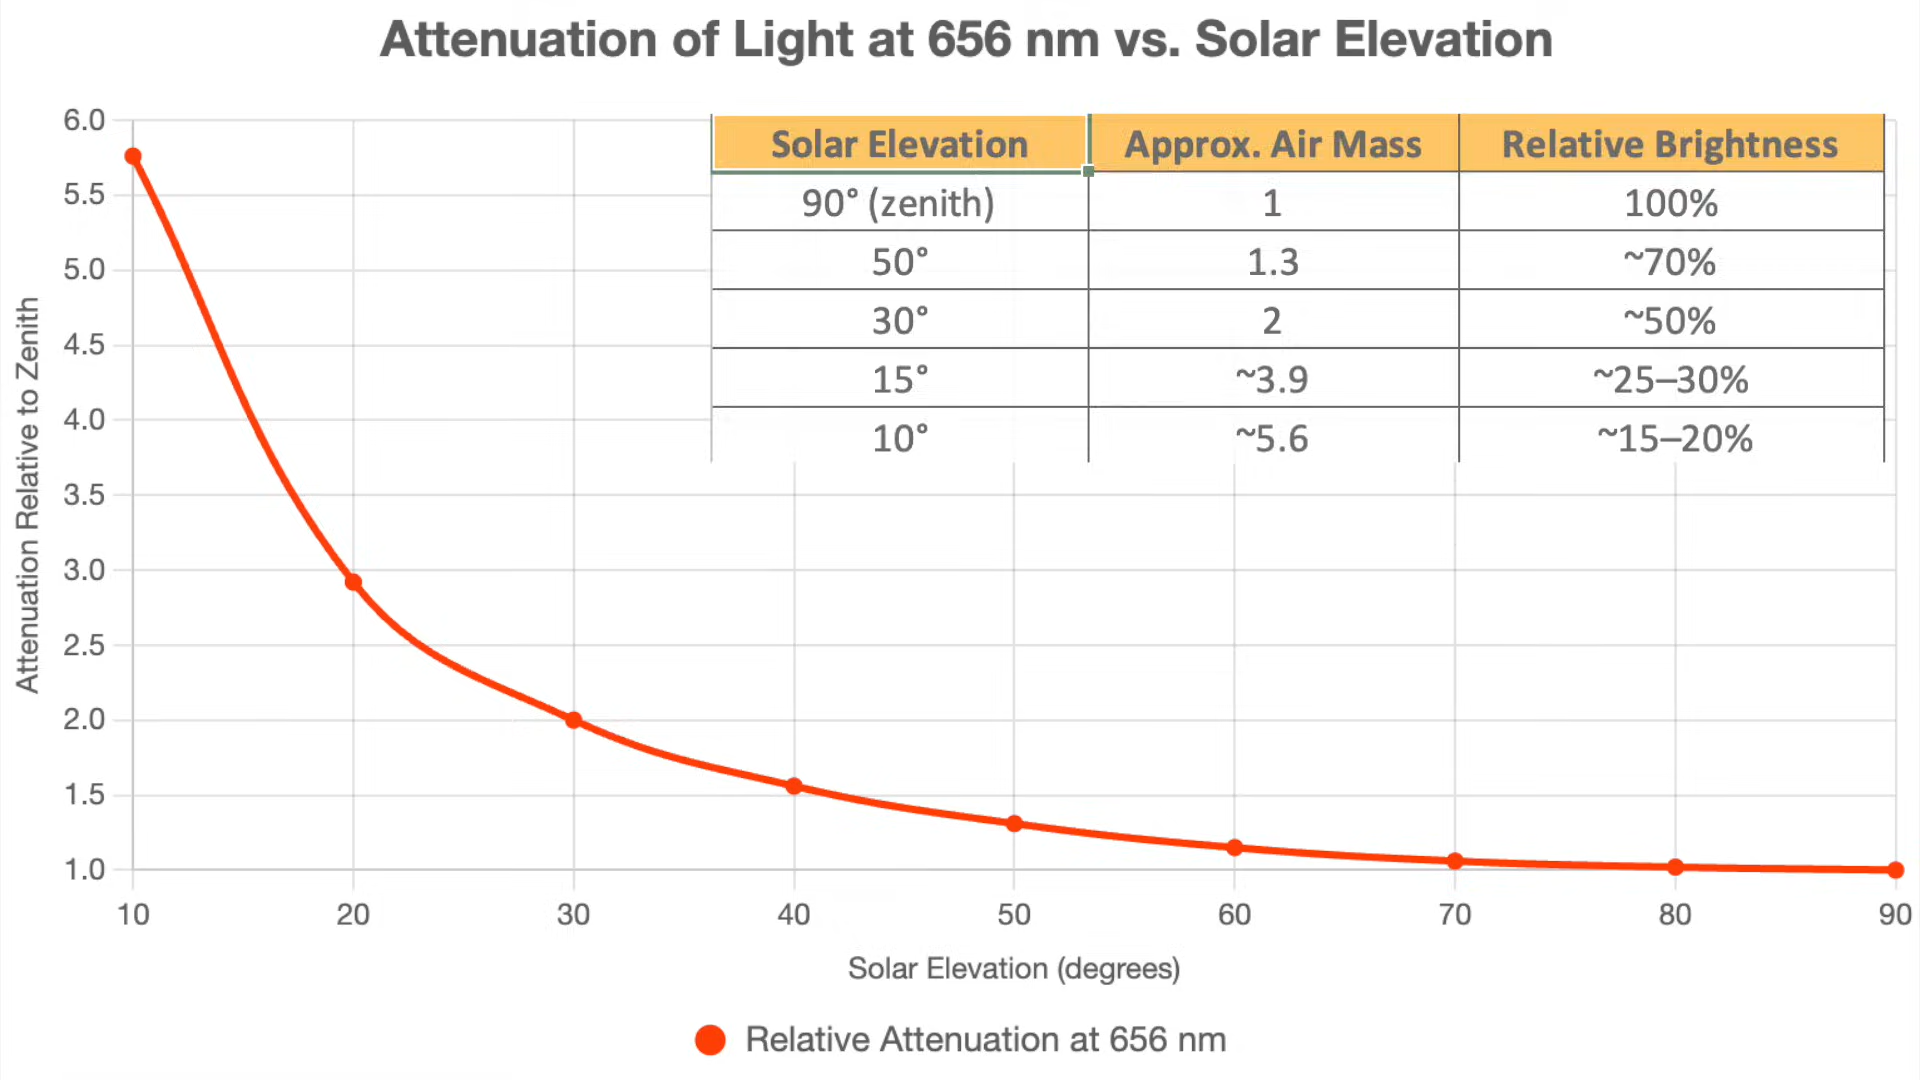 Attenuation of Light at 656 nm vs. Solar Elevation
Attenuation Relative to Zenith
6.0
5.5
5.0
4.5
4.0
3.5
3.0
2.5
2.0
1.5
1.0
Solar Elevation Approx. Air Mass Relative Brightness
90° (zenith) 1 100%
50° 1.3 ~70%
30° 2 ~50%
15° ~3.9 ~25–30%
10° ~5.6 ~15–20%
10 20 30 40 50 60 70 80 90
Solar Elevation (degrees)
Relative Attenuation at 656 nm